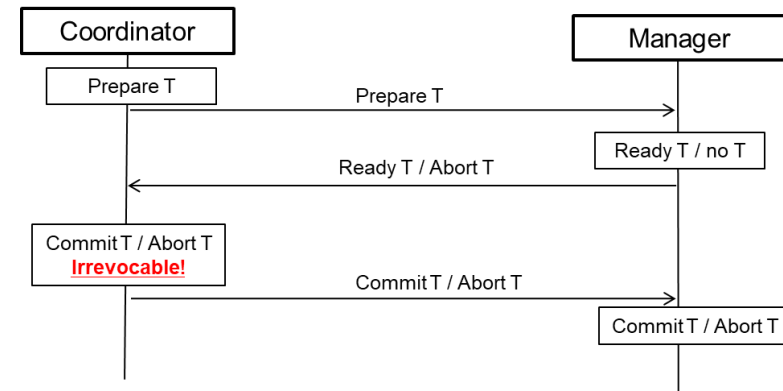 Coordinator
Manager
Prepare T
Prepare T
Ready T / no T
Ready T / Abort T
Commit T / Abort T
Irrevocable!
Commit T / Abort T
Commit T / Abort T